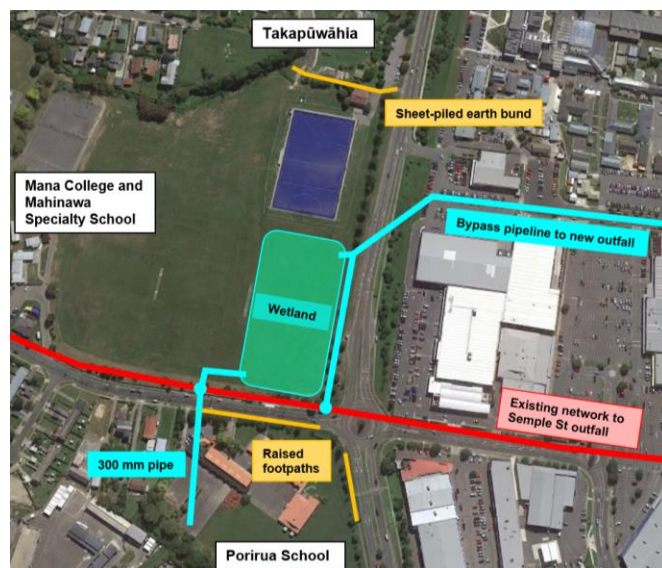 Takapūwāhia
Sheet-piled earth bund
Mana College and
Mahinawa
Specialty School
Bypass pipeline to new outfall
Wetland
Existing network to
Semple St outfall
300 mm pipe
Raised
footpaths
Porirua School